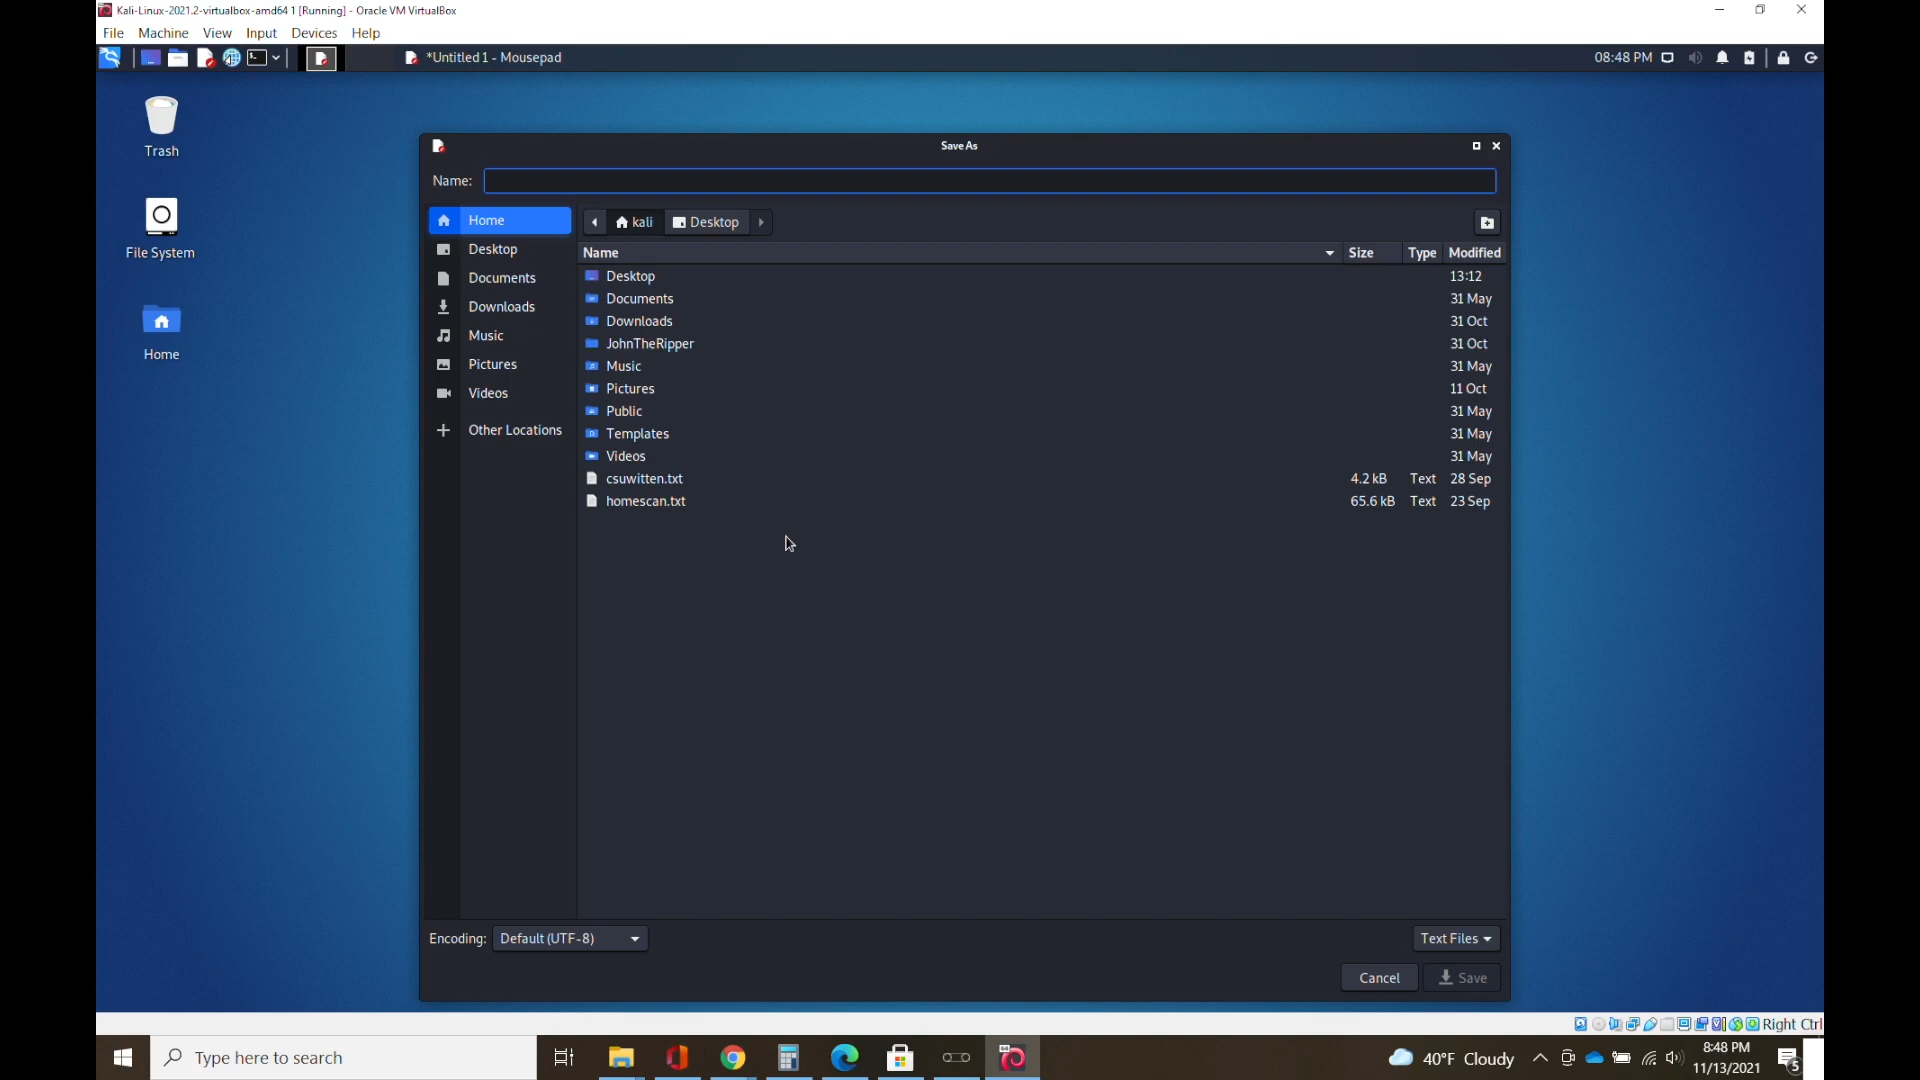 Kali-Linux-2021.2-virtualbox-amd64 1 [Running] - Oracle VM VirtualBox
File Machine View Input Devices Help
*Untitled 1 - Mousepad 08:48 PM
Trash
File System
Home
Save As
Name:
Home
Desktop
Documents
Downloads
Music
Pictures
Videos
Other Locations
kali Desktop
Name Size Type Modified
Desktop 13:12
Documents 31 May
Downloads 31 Oct
JohnTheRipper 31 Oct
Music 31 May
Pictures 11 Oct
Public 31 May
Templates 31 May
Videos 31 May
csuwitten.txt 4.2 kB Text 28 Sep
homescan.txt 65.6 kB Text 23 Sep
Encoding: Default (UTF-8) Text Files
Cancel Save
Right Ctrl
Type here to search
40°F Cloudy
8:48 PM
11/13/2021
5